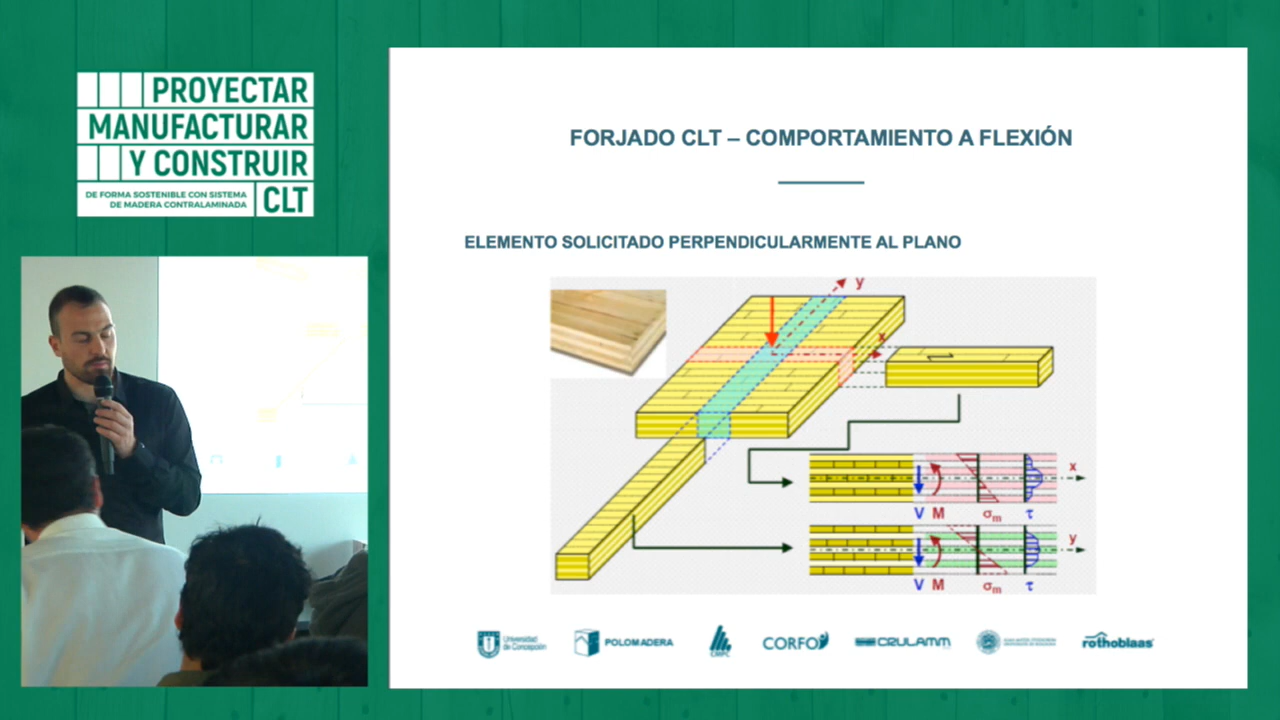 PROYECTAR
MANUFACTURAR
Y CONSTRUIR
DE FORMA SOSTENIBLE CON SISTEMA
DE MADERA CONTRALAMINADA
CLT
FORJADO CLT – COMPORTAMIENTO A FLEXIÓN
ELEMENTO SOLICITADO PERPENDICULARMENTE AL PLANO
y
x
x
V M σm τ
y
V M σm τ
Universidad
de Concepción
POLOMADERA
CMPC
CORFO
CRULAMM
rothoblaas